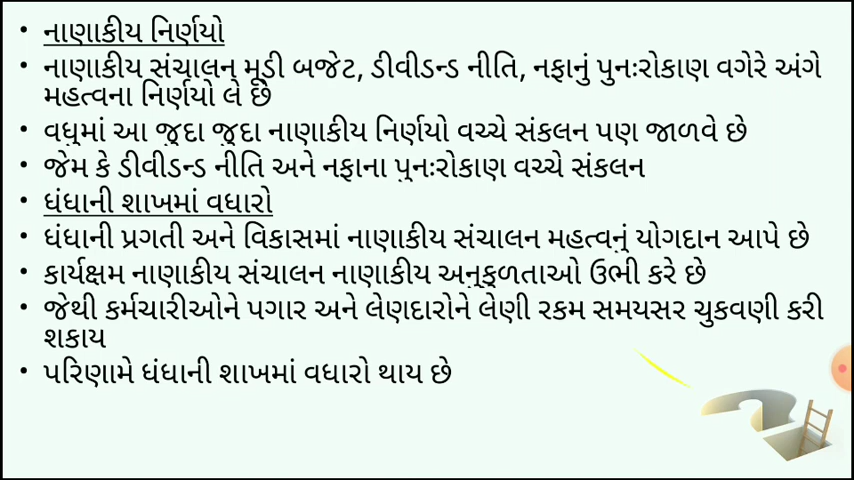 • નાણાકીય નિર્ણયો
• નાણાકીય સંચાલન મૂડી બજેટ, ડીવીડન્ડ નીતિ, નફાનું પુનઃરોકાણ વગેરે અંગે
મહત્વના નિર્ણયો લે છે
• વધુમાં આ જુદા જુદા નાણાકીય નિર્ણયો વચ્ચે સંકલન પણ જાળવે છે
• જેમ કે ડીવીડન્ડ નીતિ અને નફાના પુનઃરોકાણ વચ્ચે સંકલન
• ધંધાની શાખમાં વધારો
• ધંધાની પ્રગતી અને વિકાસમાં નાણાકીય સંચાલન મહત્વનું યોગદાન આપે છે
• કાર્યક્ષમ નાણાકીય સંચાલન નાણાકીય અનુકુળતાઓ ઉભી કરે છે
• જેથી કર્મચારીઓને પગાર અને લેણદારોને લેણી રકમ સમયસર ચુકવણી કરી
શકાય
• પરિણામે ધંધાની શાખમાં વધારો થાય છે